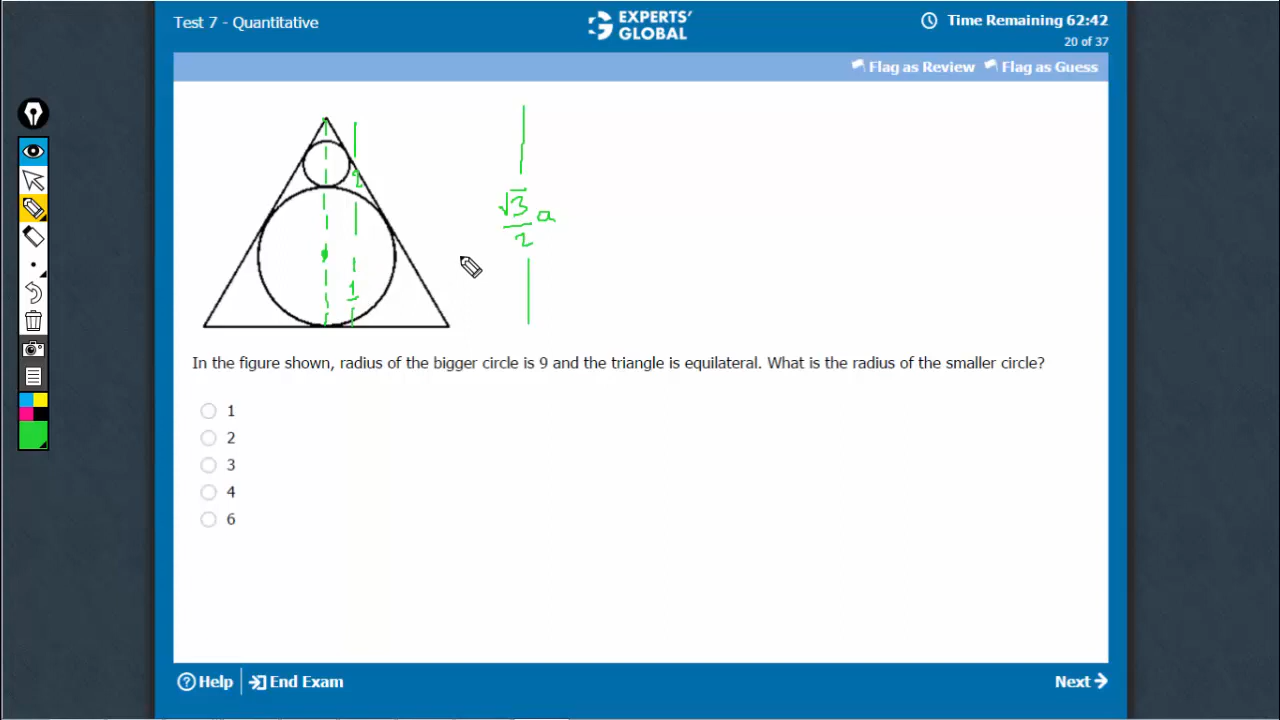 Test 7 - Quantitative
EXPERTS'
GLOBAL
Time Remaining 62:42
20 of 37
Flag as Review
Flag as Guess
2
1
√3
2
a
In the figure shown, radius of the bigger circle is 9 and the triangle is equilateral. What is the radius of the smaller circle?
1
2
3
4
6
Help
End Exam
Next